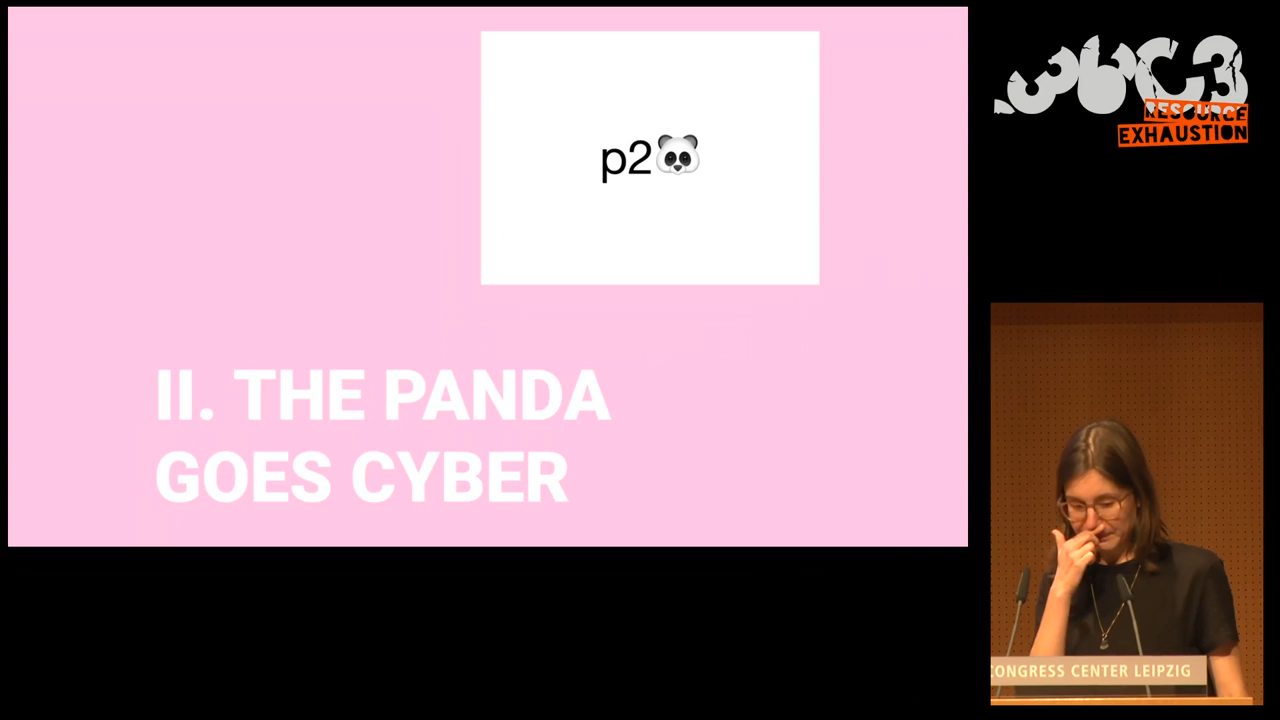 p2🐼
II. THE PANDA
GOES CYBER
36C3
RESOURCE
EXHAUSTION
CONGRESS CENTER LEIPZIG